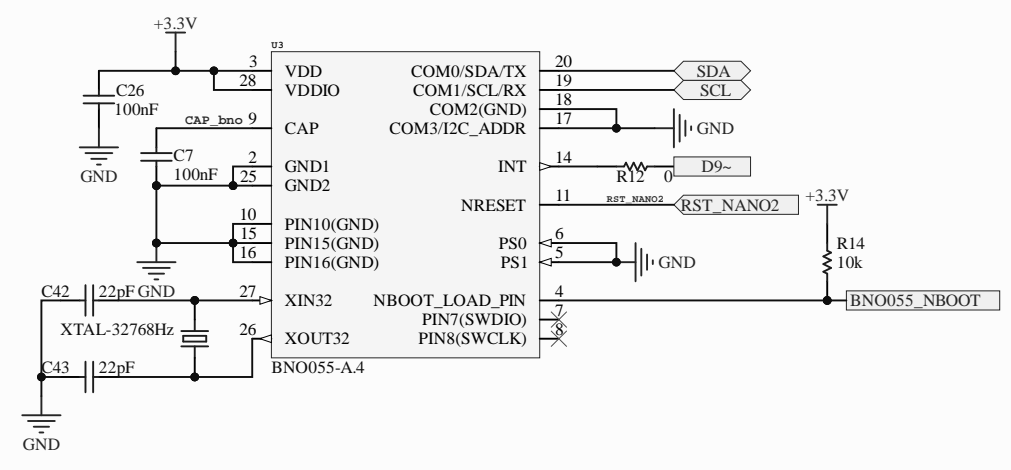 +3.3V
U3
3 VDD COM0/SDA/TX 20 SDA
28 VDDIO COM1/SCL/RX 19 SCL
C26 COM2(GND) 18
100nF
CAP_bno 9 CAP COM3/I2C_ADDR 17 GND
C7
100nF
GND
2 GND1 INT 14 R12 0 D9~
25 GND2
10 PIN10(GND) NRESET 11 RST_NANO2 RST_NANO2 +3.3V
15 PIN15(GND) PS0 6
16 PIN16(GND) PS1 5 GND
R14
10k
GND
C42 22pF 27 XIN32 NBOOT_LOAD_PIN 4 BNO055_NBOOT
PIN7(SWDIO) 7
XTAL-32768Hz 26 XOUT32 PIN8(SWCLK) 8
C43 22pF BNO055-A.4
GND